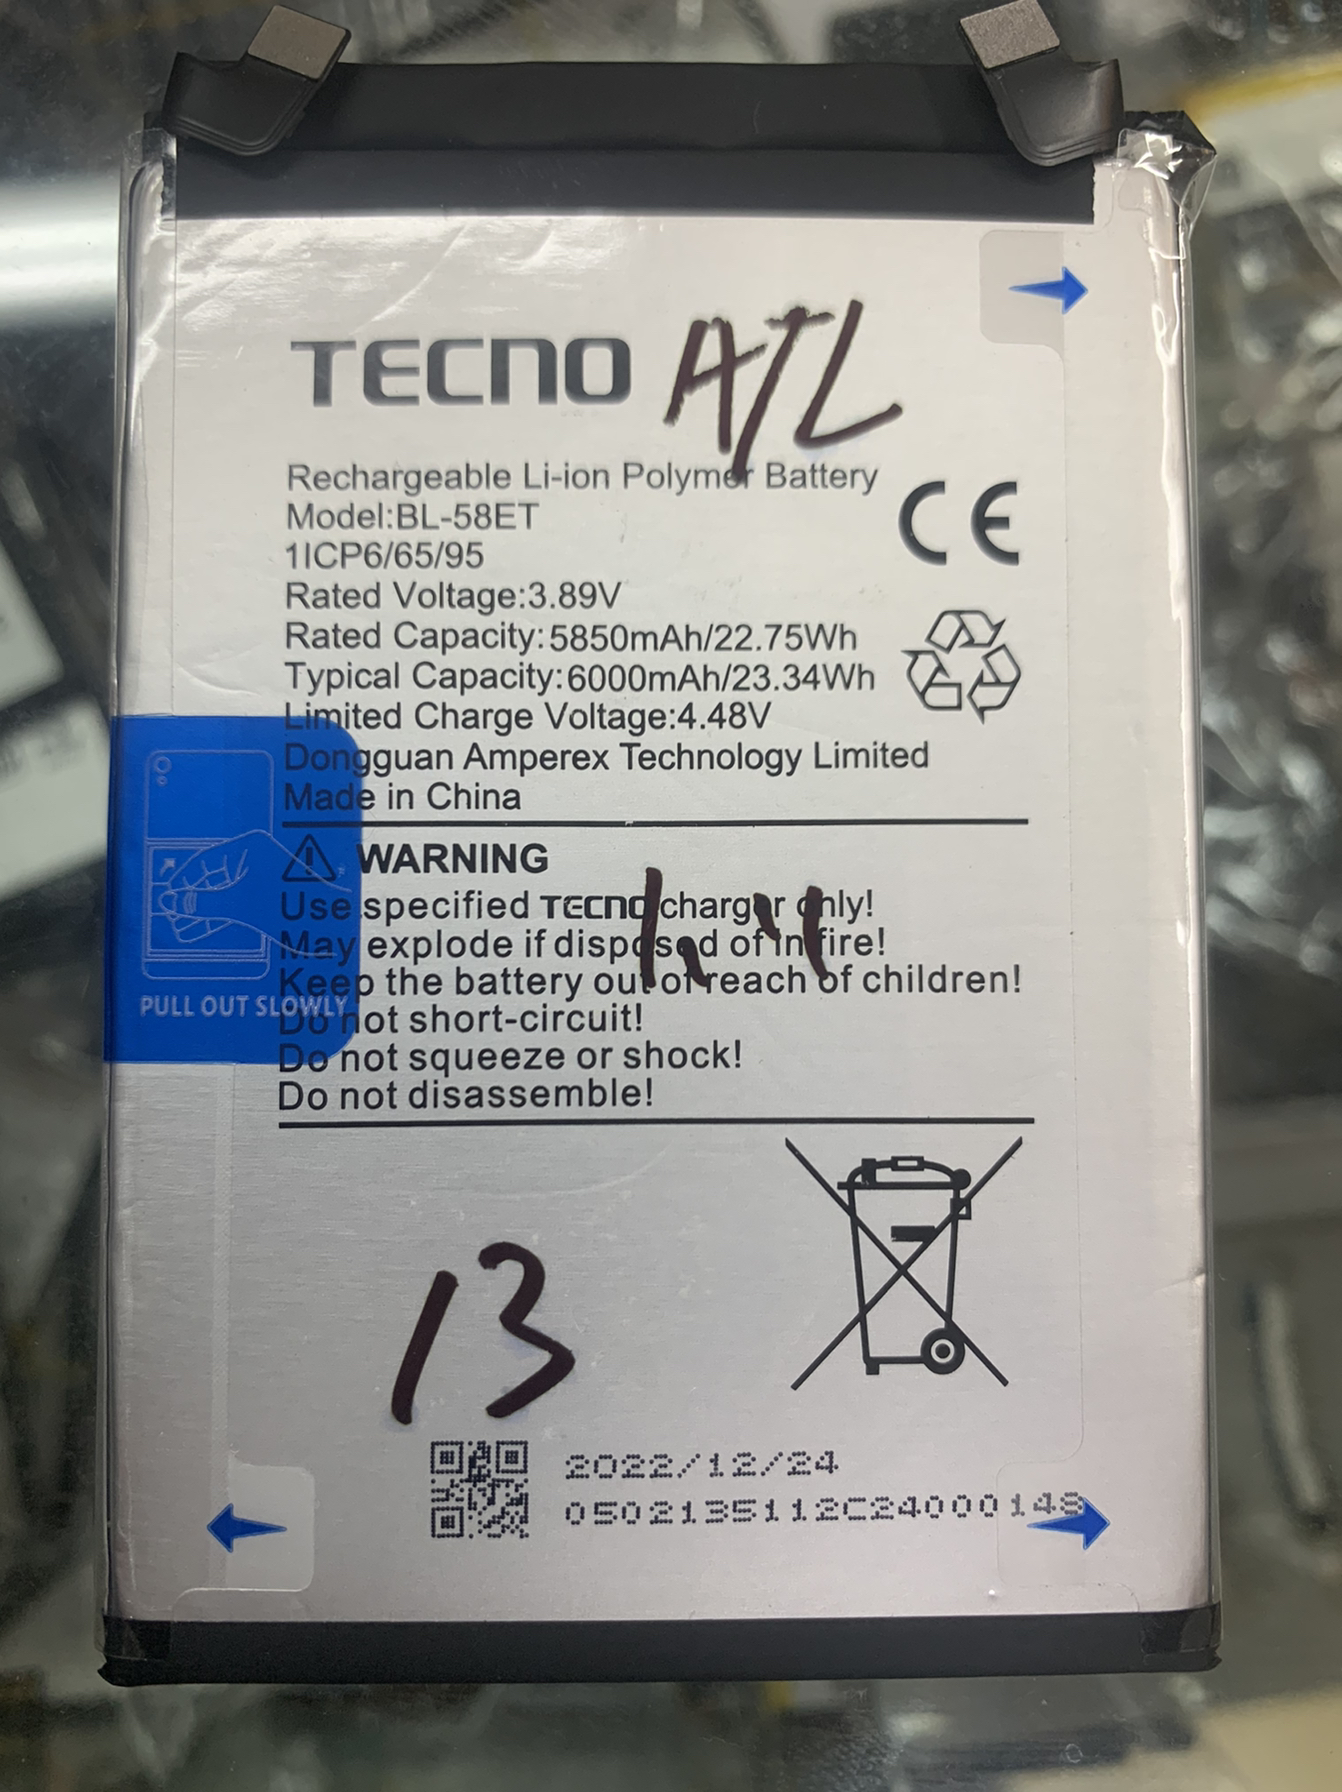 TECNO ATL
Rechargeable Li-ion Polymer Battery
Model:BL-58ET
1ICP6/65/95
Rated Voltage:3.89V
Rated Capacity:5850mAh/22.75Wh
Typical Capacity:6000mAh/23.34Wh
Limited Charge Voltage:4.48V
Dongguan Amperex Technology Limited
Made in China
CE
WARNING
Use specified TECNO charger only!
May explode if disposed of in fire!
Keep the battery out of reach of children!
Do not short-circuit!
Do not squeeze or shock!
Do not disassemble!
PULL OUT SLOWLY
13
2022/12/24
0502135112C24000148